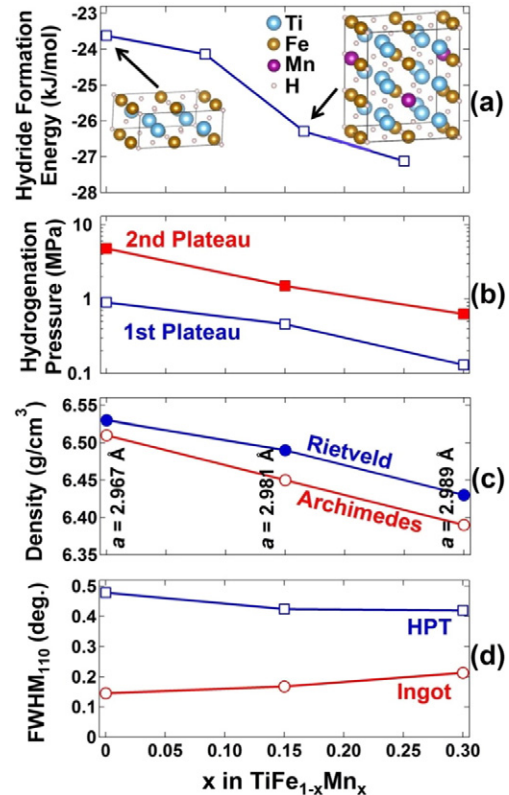 -23
-24
-25
-26
-27
-28
Hydride Formation
Energy (kJ/mol)
Ti
Fe
Mn
H
(a)
10
1
0.1
Hydrogenation
Pressure (MPa)
2nd Plateau
1st Plateau
(b)
6.55
6.50
6.45
6.40
6.35
Density (g/cm³)
a = 2.967 Å
a = 2.981 Å
a = 2.989 Å
Rietveld
Archimedes
(c)
0.5
0.4
0.3
0.2
0.1
0
FWHM₁₁₀ (deg.)
HPT
Ingot
(d)
0 0.05 0.10 0.15 0.20 0.25 0.30
x in TiFe₁₋ₓMnₓ